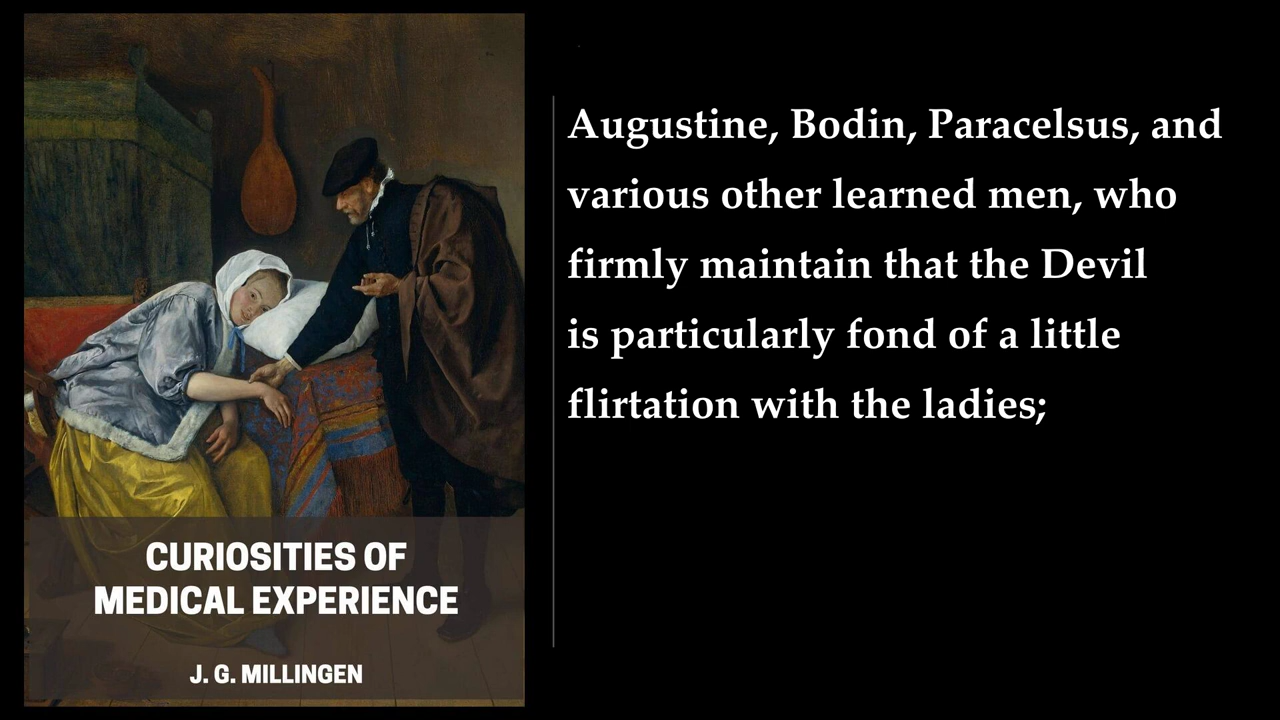 CURIOSITIES OF
MEDICAL EXPERIENCE
J. G. MILLINGEN
Augustine, Bodin, Paracelsus, and
various other learned men, who
firmly maintain that the Devil
is particularly fond of a little
flirtation with the ladies;